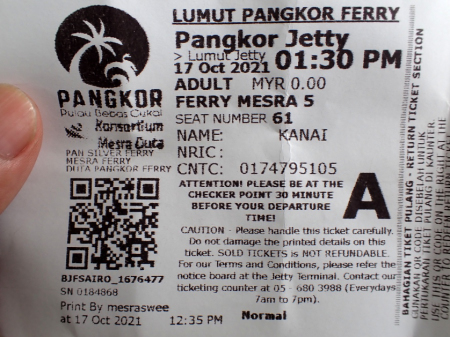 LUMUT PANGKOR FERRY
Pangkor Jetty
> Lumut Jetty
17 Oct 2021 01:30 PM
ADULT MYR 0.00
FERRY MESRA 5
SEAT NUMBER 61
NAME: KANAI
NRIC :
CNTC: 0174795105
ATTENTION! PLEASE BE AT THE
CHECKER POINT 30 MINUTE
BEFORE YOUR DEPARTURE
TIME!
A
CAUTION - Please handle this ticket carefully.
Do not damage the printed details on this
ticket. SOLD TICKETS is NOT REFUNDABLE.
For our Terms and Conditions, please refer the
notice board at the Jetty Terminal. Contact our
ticketing counter at 05 - 680 3988 (Everydays
7am to 7pm).
Normal
PANGKOR
Pulau Bebas Cukai
Konsortium
Mesra Duta
PAN SILVER FERRY
MESRA FERRY
DUTA PANGKOR FERRY
BJFSAIRO_1676477
SN 0184868
Print By mesraswee
at 17 Oct 2021 12:35 PM
BAHAGIAN TIKET PULANG - RETURN TICKET SECTION